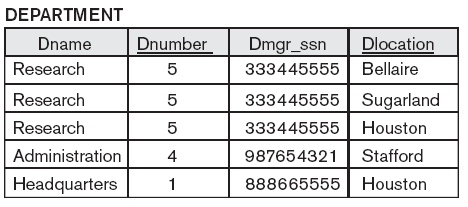 DEPARTMENT
Dname Dnumber Dmgr_ssn Dlocation
Research 5 333445555 Bellaire
Research 5 333445555 Sugarland
Research 5 333445555 Houston
Administration 4 987654321 Stafford
Headquarters 1 888665555 Houston